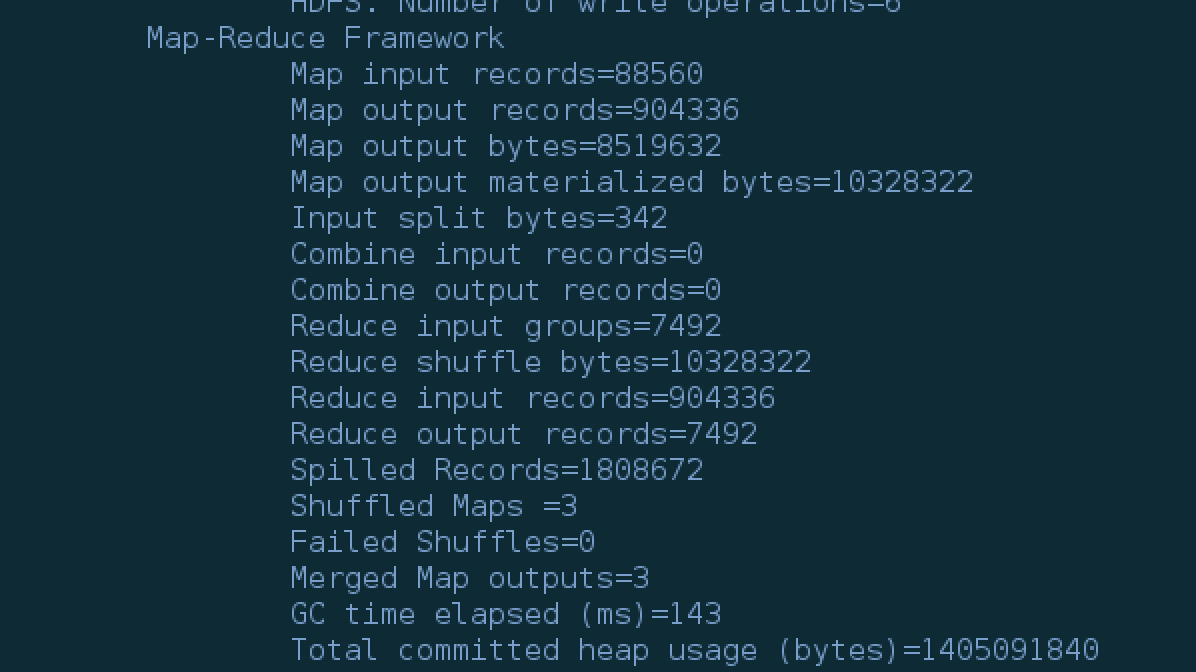 HDFS: Number of write operations=6
Map-Reduce Framework
Map input records=88560
Map output records=904336
Map output bytes=8519632
Map output materialized bytes=10328322
Input split bytes=342
Combine input records=0
Combine output records=0
Reduce input groups=7492
Reduce shuffle bytes=10328322
Reduce input records=904336
Reduce output records=7492
Spilled Records=1808672
Shuffled Maps =3
Failed Shuffles=0
Merged Map outputs=3
GC time elapsed (ms)=143
Total committed heap usage (bytes)=1405091840